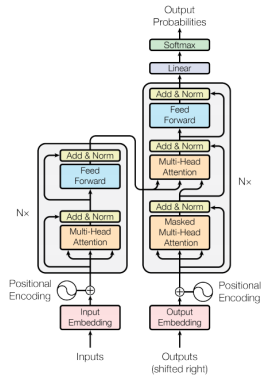 Output
Probabilities
Softmax
Linear
Add & Norm
Feed
Forward
Add & Norm
Multi-Head
Attention
Add & Norm
Masked
Multi-Head
Attention
N×
Add & Norm
Feed
Forward
N×
Add & Norm
Multi-Head
Attention
Positional
Encoding
Positional
Encoding
Input
Embedding
Output
Embedding
Inputs
Outputs
(shifted right)